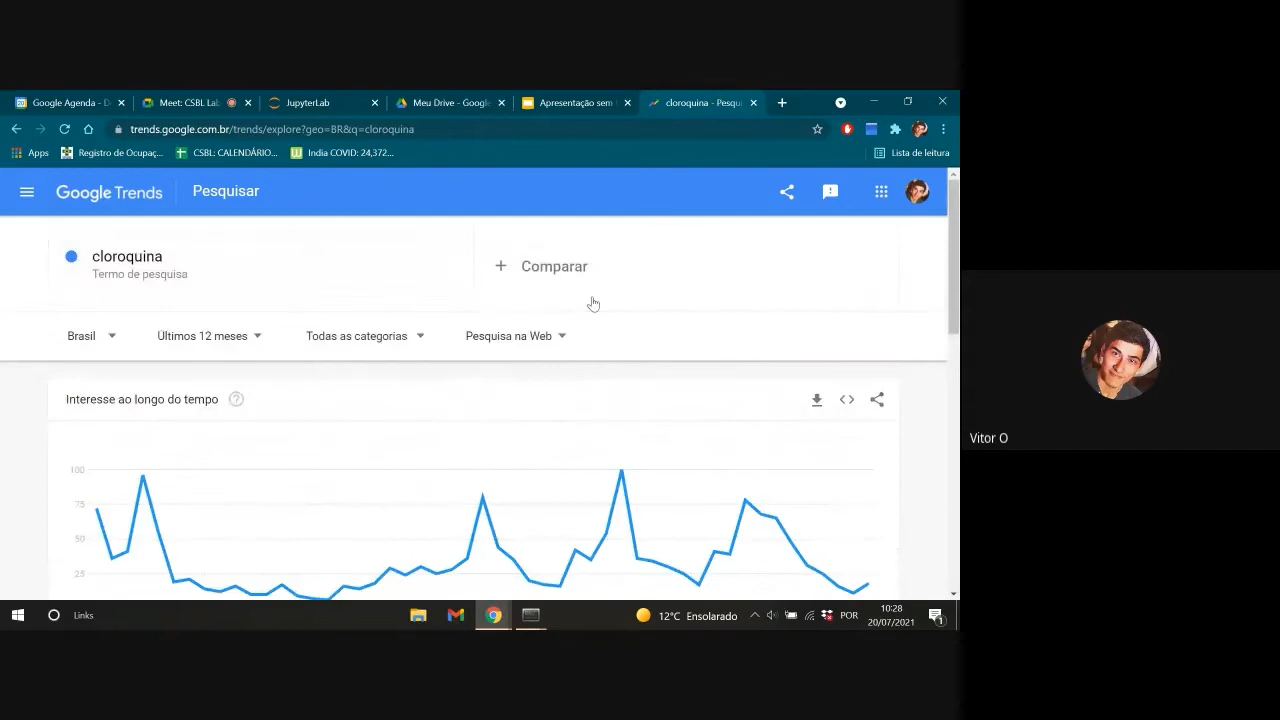 Google Agenda - D
Meet: CSBL La
JupyterLab
Meu Drive - Google
Apresentação sem
cloroquina - Pesqui
trends.google.com.br/trends/explore?geo=BR&q=cloroquina
Apps
Registro de Ocupaç...
CSBL: CALENDÁRIO...
India COVID: 24,372...
Lista de leitura
Google Trends
Pesquisar
cloroquina
Termo de pesquisa
+ Comparar
Brasil
Últimos 12 meses
Todas as categorias
Pesquisa na Web
Interesse ao longo do tempo
100
75
50
25
Vitor O
Links
12°C Ensolarado
POR
10:28
20/07/2021